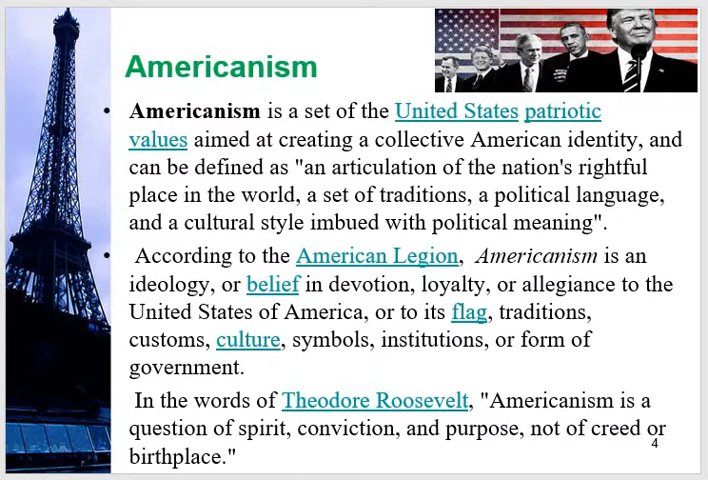 Americanism
• Americanism is a set of the United States patriotic
values aimed at creating a collective American identity, and
can be defined as "an articulation of the nation's rightful
place in the world, a set of traditions, a political language,
and a cultural style imbued with political meaning".
• According to the American Legion, Americanism is an
ideology, or belief in devotion, loyalty, or allegiance to the
United States of America, or to its flag, traditions,
customs, culture, symbols, institutions, or form of
government.
In the words of Theodore Roosevelt, "Americanism is a
question of spirit, conviction, and purpose, not of creed or
birthplace."
4